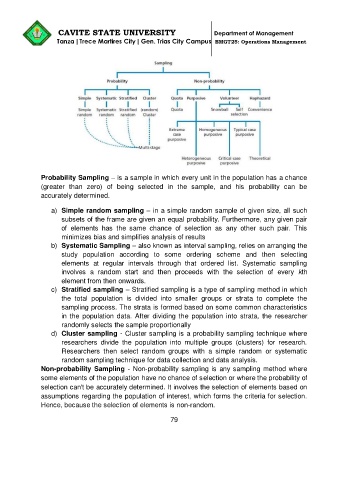 CAVITE STATE UNIVERSITY
Department of Management
Tanza | Trece Martires City | Gen. Trias City Campus
BMGT25: Operations Management
Sampling
Probability Non-probability
Simple Systematic Stratified Cluster Quota Purposive Volunteer Haphazard
Simple random Systematic random Stratified random (random) Cluster Quota Snowball Self selection Convenience
Extreme case purposive Homogeneous purposive Typical case purposive
Multi-stage
Heterogeneous purposive Critical case purposive Theoretical
Probability Sampling – is a sample in which every unit in the population has a chance
(greater than zero) of being selected in the sample, and his probability can be
accurately determined.
a) Simple random sampling – in a simple random sample of given size, all such
subsets of the frame are given an equal probability. Furthermore, any given pair
of elements has the same chance of selection as any other such pair. This
minimizes bias and simplifies analysis of results
b) Systematic Sampling – also known as interval sampling, relies on arranging the
study population according to some ordering scheme and then selecting
elements at regular intervals through that ordered list. Systematic sampling
involves a random start and then proceeds with the selection of every kth
element from then onwards.
c) Stratified sampling – Stratified sampling is a type of sampling method in which
the total population is divided into smaller groups or strata to complete the
sampling process. The strata is formed based on some common characteristics
in the population data. After dividing the population into strata, the researcher
randomly selects the sample proportionally
d) Cluster sampling - Cluster sampling is a probability sampling technique where
researchers divide the population into multiple groups (clusters) for research.
Researchers then select random groups with a simple random or systematic
random sampling technique for data collection and data analysis.
Non-probability Sampling - Non-probability sampling is any sampling method where
some elements of the population have no chance of selection or where the probability of
selection can't be accurately determined. It involves the selection of elements based on
assumptions regarding the population of interest, which forms the criteria for selection.
Hence, because the selection of elements is non-random.
79